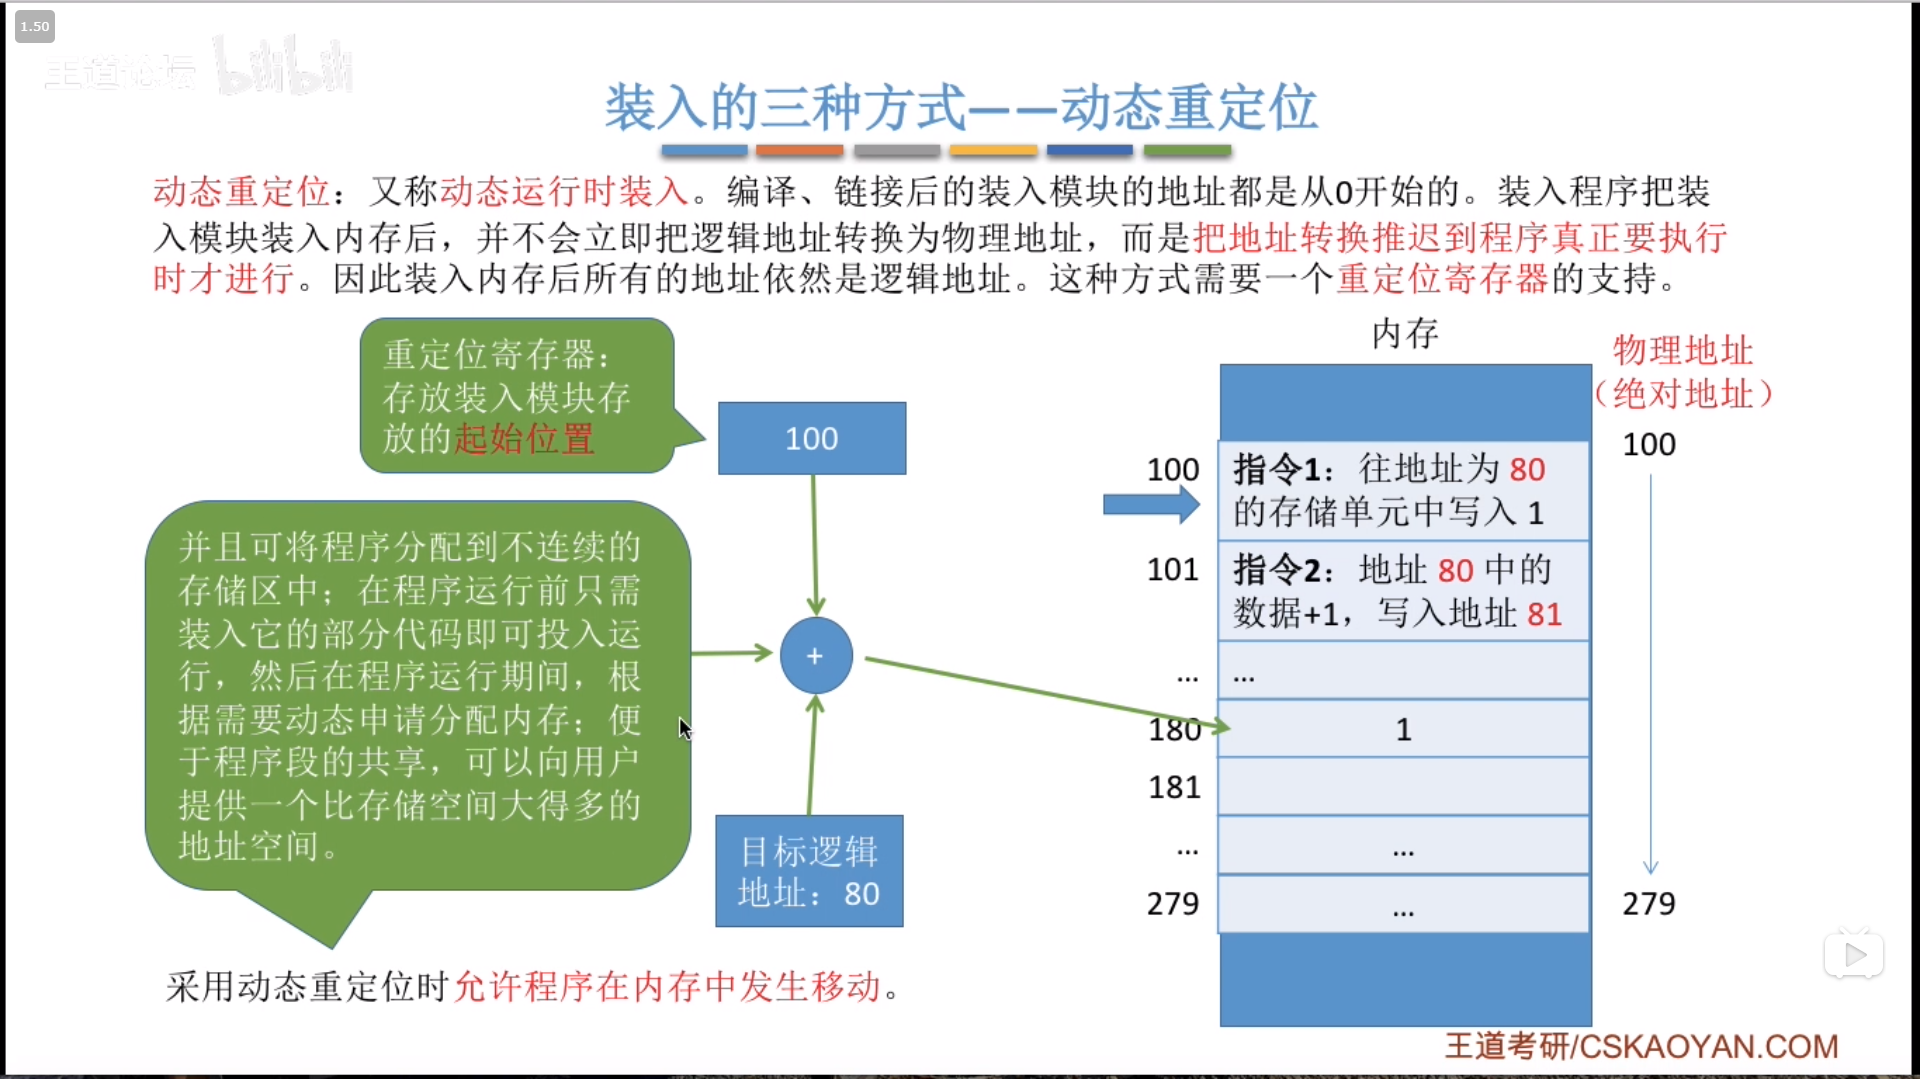 1.50
王道论坛 bilibili
装入的三种方式——动态重定位
动态重定位：又称动态运行时装入。编译、链接后的装入模块的地址都是从0开始的。装入程序把装
入模块装入内存后，并不会立即把逻辑地址转换为物理地址，而是把地址转换推迟到程序真正要执行
时才进行。因此装入内存后所有的地址依然是逻辑地址。这种方式需要一个重定位寄存器的支持。
重定位寄存器：
存放装入模块存
放的起始位置
100
并且可将程序分配到不连续的
存储区中；在程序运行前只需
装入它的部分代码即可投入运
行，然后在程序运行期间，根
据需要动态申请分配内存；便
于程序段的共享，可以向用户
提供一个比存储空间大得多的
地址空间。
+
目标逻辑
地址：80
采用动态重定位时允许程序在内存中发生移动。
内存
物理地址
（绝对地址）
100
100
指令1：往地址为 80
的存储单元中写入 1
101
指令2：地址 80 中的
数据+1，写入地址 81
...
...
180
1
181
...
...
279
...
279
王道考研/CSKAOYAN.COM